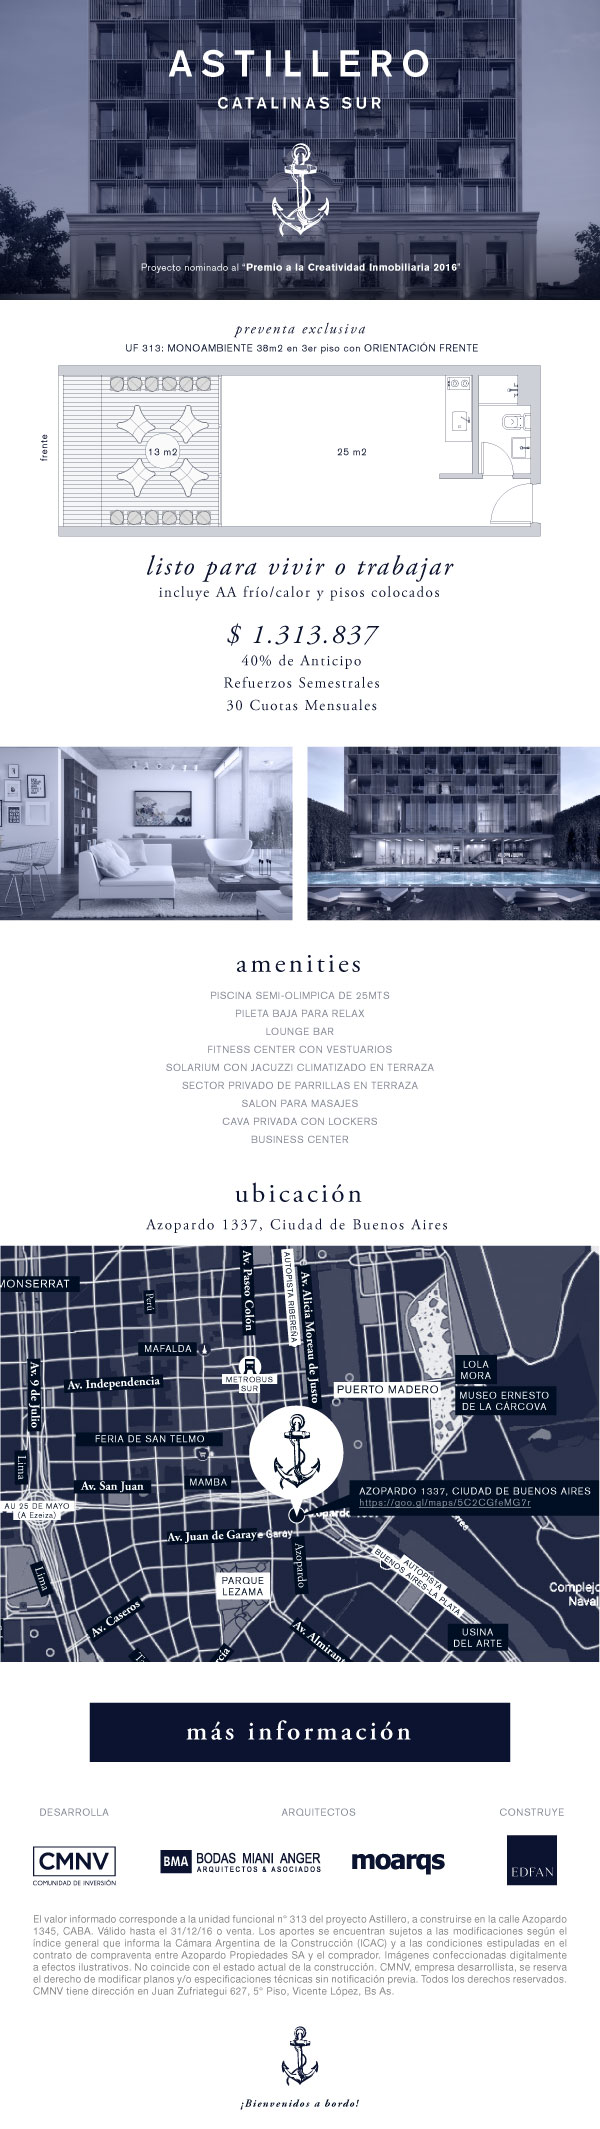 ASTILLERO
CATALINAS SUR
Proyecto nominado al "Premio a la Creatividad Inmobiliaria 2016"
preventa exclusiva
UF 313: MONOAMBIENTE 38m2 en 3er piso con ORIENTACIÓN FRENTE
frente
13 m2
25 m2
listo para vivir o trabajar
incluye AA frío/calor y pisos colocados
$ 1.313.837
40% de Anticipo
Refuerzos Semestrales
30 Cuotas Mensuales
amenities
PISCINA SEMI-OLIMPICA DE 25MTS
PILETA BAJA PARA RELAX
LOUNGE BAR
FITNESS CENTER CON VESTUARIOS
SOLARIUM CON JACUZZI CLIMATIZADO EN TERRAZA
SECTOR PRIVADO DE PARRILLAS EN TERRAZA
SALON PARA MASAJES
CAVA PRIVADA CON LOCKERS
BUSINESS CENTER
ubicación
Azopardo 1337, Ciudad de Buenos Aires
MONSERRAT
Perú
Av. Paseo Colón
AUTOPISTA RIBEREÑA
Av. Alicia Moreau de Justo
MAFALDA
METROBUS
SUR
Av. 9 de Julio
Av. Independencia
PUERTO MADERO
LOLA
MORA
MUSEO ERNESTO
DE LA CÁRCOVA
FERIA DE SAN TELMO
Lima
Av. San Juan
MAMBA
AU 25 DE MAYO
(A Ezeiza)
AZOPARDO 1337, CIUDAD DE BUENOS AIRES
https://goo.gl/maps/5C2CGfeMG7r
Av. Juan de Garay
e Garay
Azopardo
Lima
PARQUE
LEZAMA
AUTOPISTA
BUENOS AIRES-LA PLATA
Complejo
Naval
Av. Caseros
Av. Almirant
USINA
DEL ARTE
más información
DESARROLLA
ARQUITECTOS
CONSTRUYE
CMNV
COMUNIDAD DE INVERSIÓN
BMA BODAS MIANI ANGER
ARQUITECTOS & ASOCIADOS
moarqs
EDFAN
El valor informado corresponde a la unidad funcional nº 313 del proyecto Astillero, a construirse en la calle Azopardo
1345, CABA. Válido hasta el 31/12/16 o venta. Los aportes se encuentran sujetos a las modificaciones según el
índice general que informa la Cámara Argentina de la Construcción (ICAC) y a las condiciones estipuladas en el
contrato de compraventa entre Azopardo Propiedades SA y el comprador. Imágenes confeccionadas digitalmente
a efectos ilustrativos. No coincide con el estado actual de la construcción. CMNV, empresa desarrollista, se reserva
el derecho de modificar planos y/o especificaciones técnicas sin notificación previa. Todos los derechos reservados.
CMNV tiene dirección en Juan Zufriategui 627, 5° Piso, Vicente López, Bs As.
¡Bienvenidos a bordo!